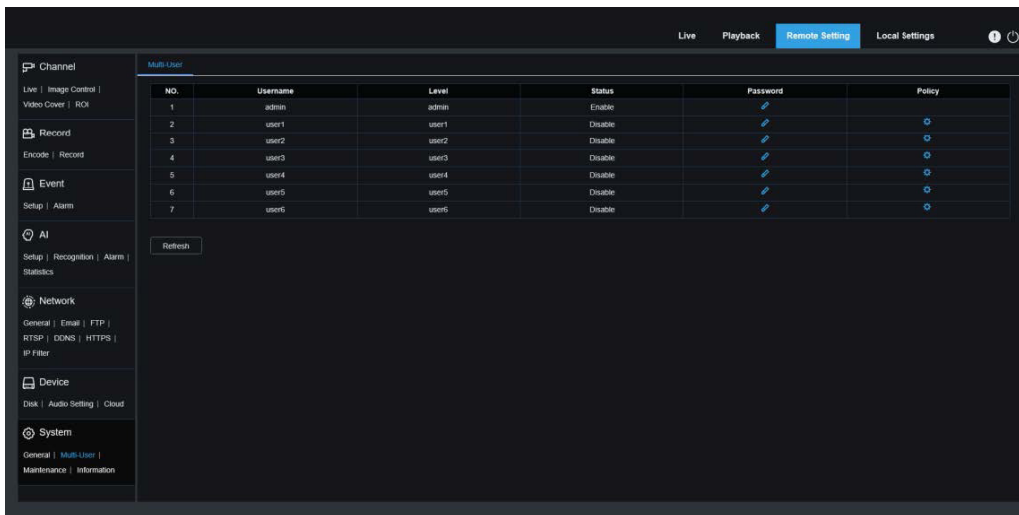 Live Playback Remote Setting Local Settings
Channel
Live | Image Control |
Video Cover | ROI
Record
Encode | Record
Event
Setup | Alarm
AI
Setup | Recognition | Alarm |
Statistics
Network
General | Email | FTP |
RTSP | DDNS | HTTPS |
IP Filter
Device
Disk | Audio Setting | Cloud
System
General | Multi-User |
Maintenance | Information
Multi-User
NO. Username Level Status Password Policy
1 admin admin Enable
2 user1 user1 Disable
3 user2 user2 Disable
4 user3 user3 Disable
5 user4 user4 Disable
6 user5 user5 Disable
7 user6 user6 Disable
Refresh